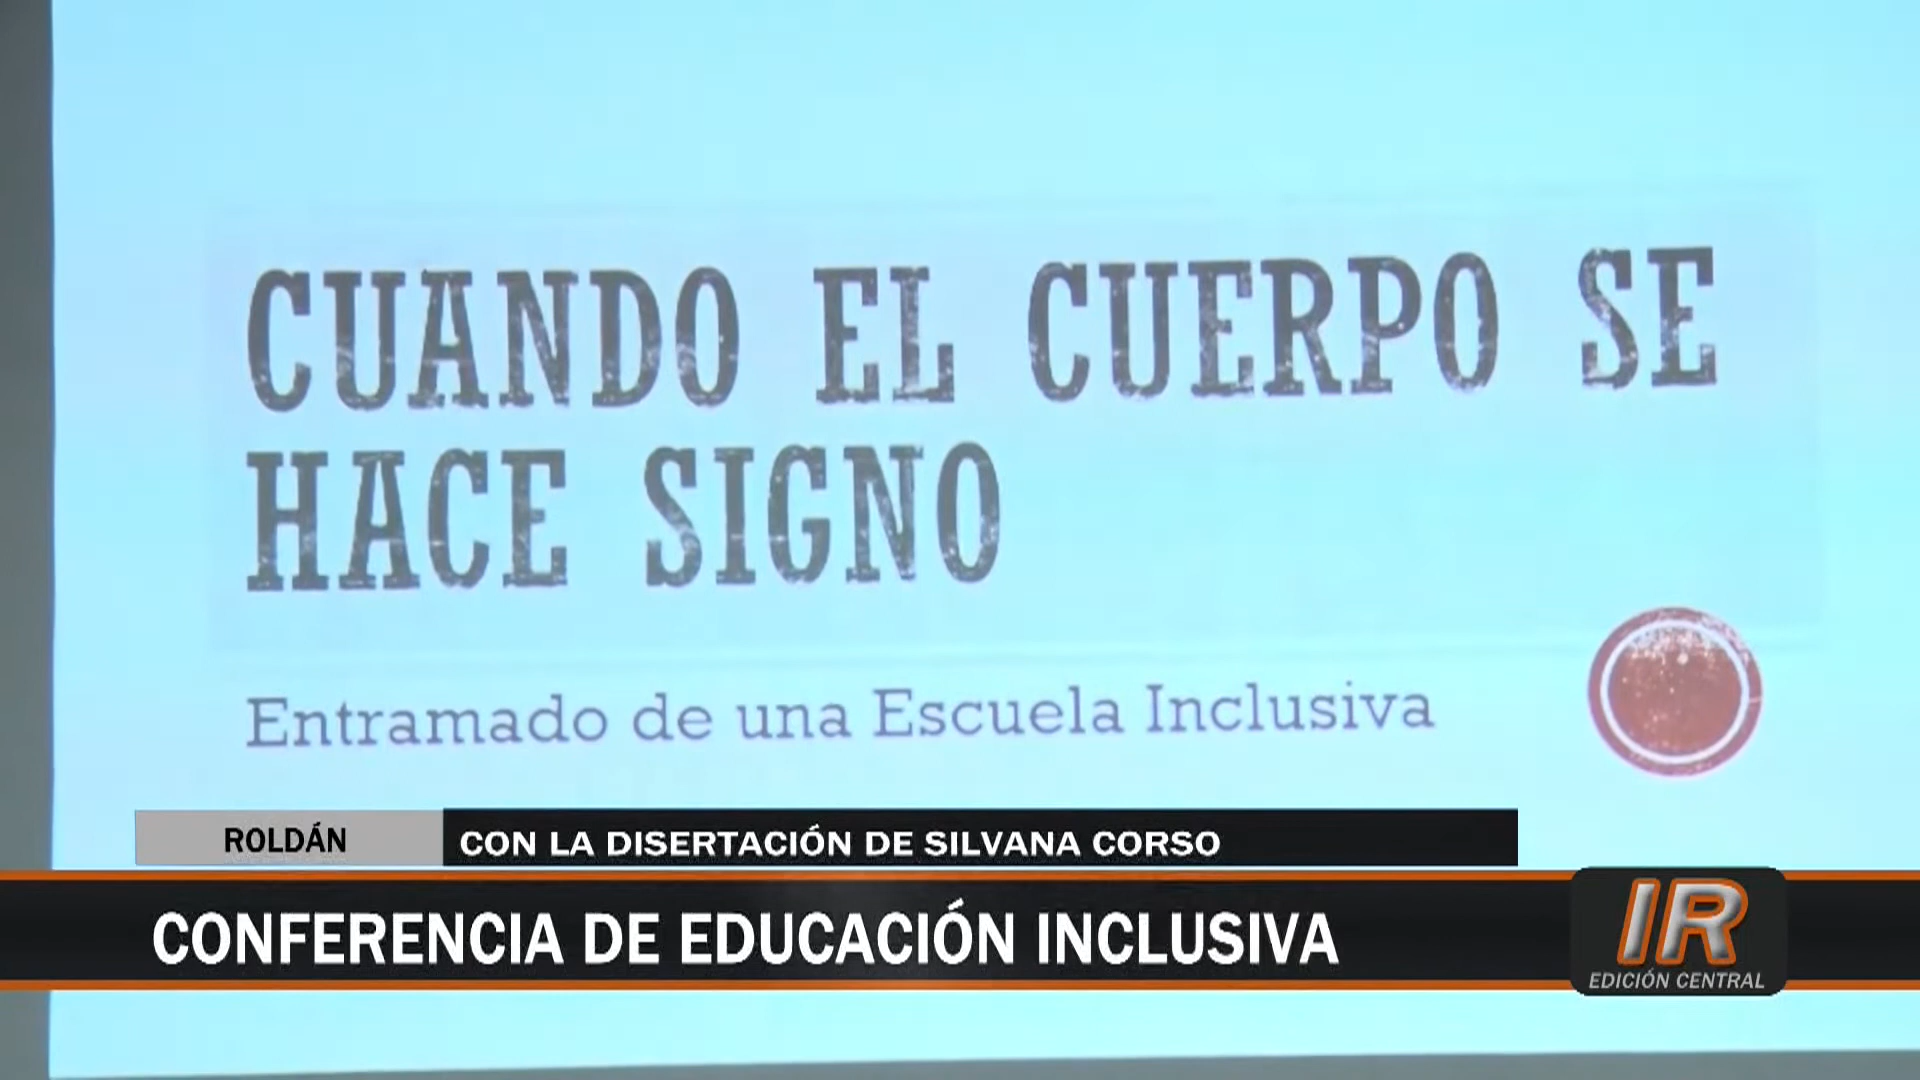 CUANDO EL CUERPO SE
HACE SIGNO
Entramado de una Escuela Inclusiva
ROLDÁN
CON LA DISERTACIÓN DE SILVANA CORSO
CONFERENCIA DE EDUCACIÓN INCLUSIVA
IR
EDICIÓN CENTRAL